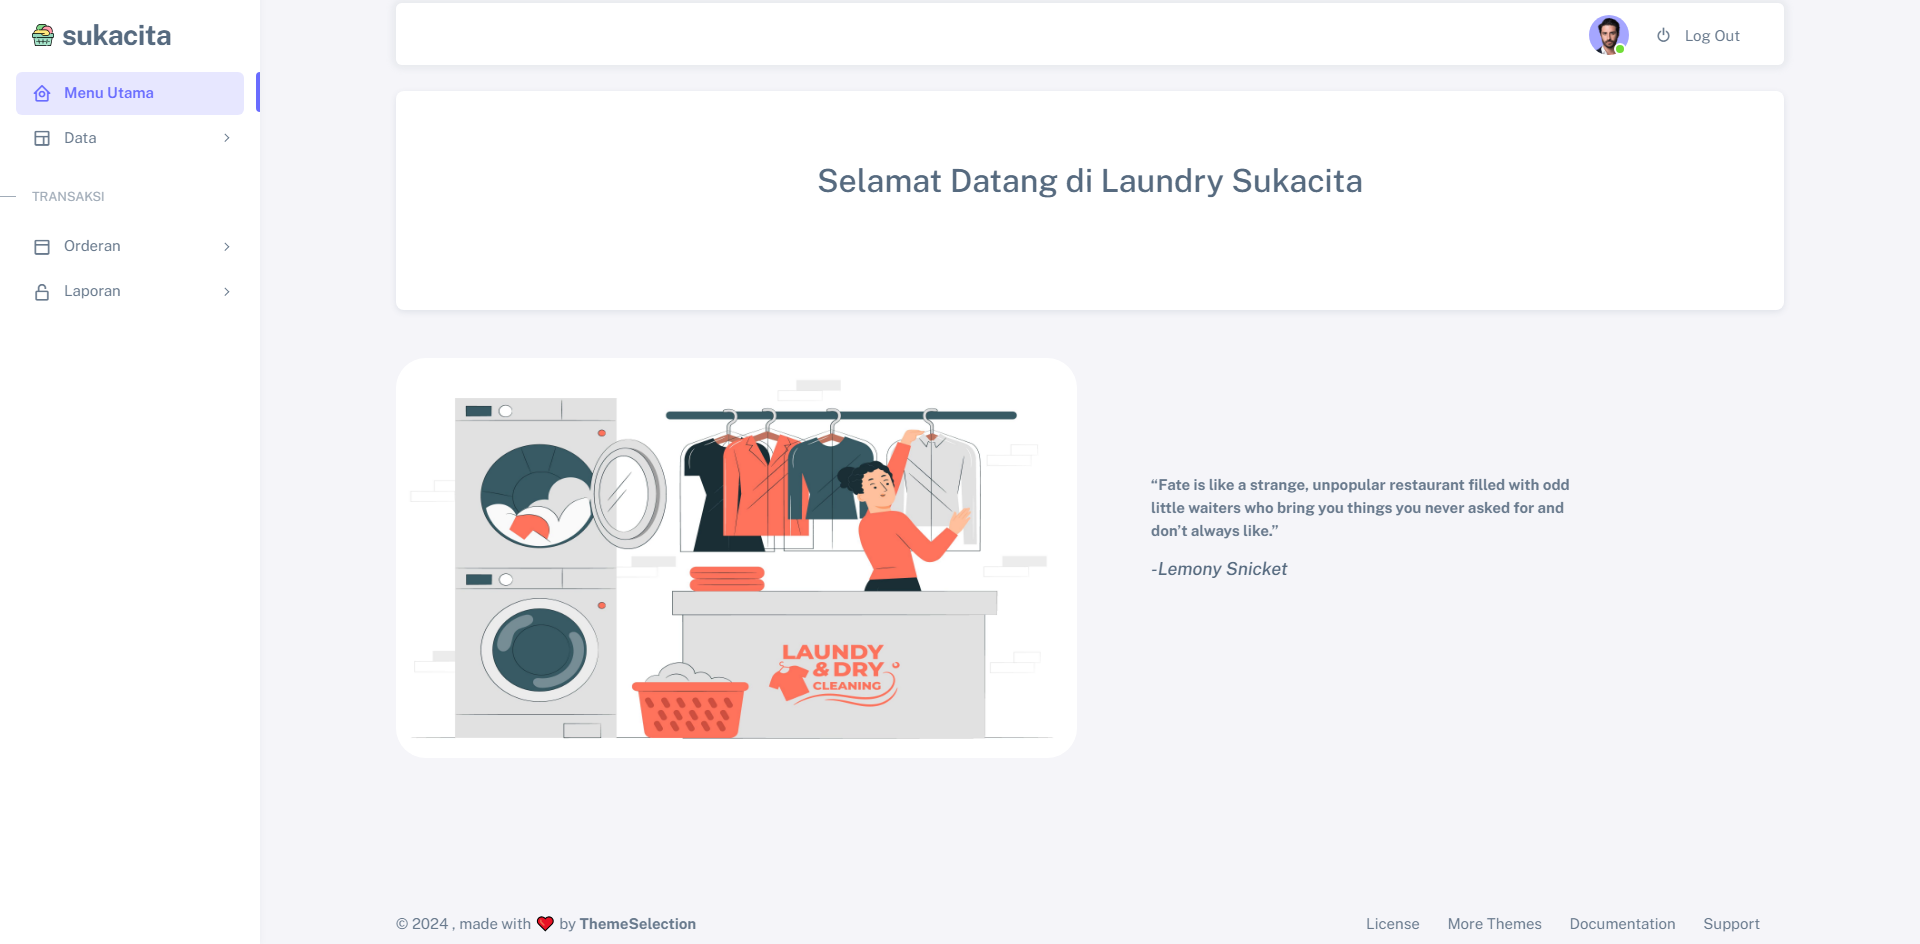 sukacita
Menu Utama
Data
TRANSAKSI
Orderan
Laporan
Log Out
Selamat Datang di Laundry Sukacita
LAUNDY
& DRY
CLEANING
“Fate is like a strange, unpopular restaurant filled with odd
little waiters who bring you things you never asked for and
don’t always like.”
-Lemony Snicket
© 2024 , made with ❤️ by ThemeSelection
License More Themes Documentation Support